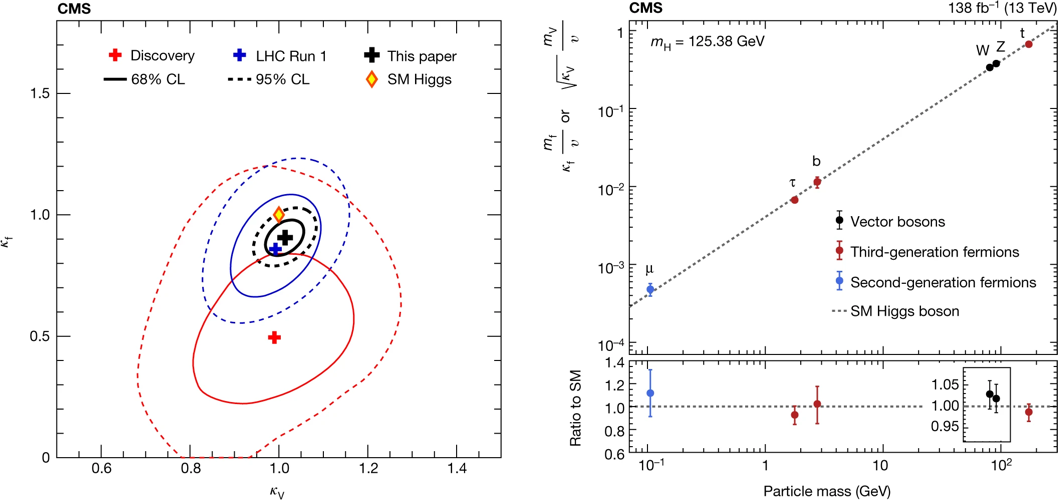 CMS
Discovery
LHC Run 1
This paper
68% CL
95% CL
SM Higgs
1.5
1.0
0.5
0
κf
0.6
0.8
1.0
1.2
1.4
κV
CMS
138 fb⁻¹ (13 TeV)
mH = 125.38 GeV
κf mf/v or √κV mV/v
1
10⁻¹
10⁻²
10⁻³
10⁻⁴
W
Z
t
b
τ
μ
Vector bosons
Third-generation fermions
Second-generation fermions
SM Higgs boson
Ratio to SM
1.4
1.2
1.0
0.8
0.6
1.05
1.00
0.95
10⁻¹
1
10
10²
Particle mass (GeV)